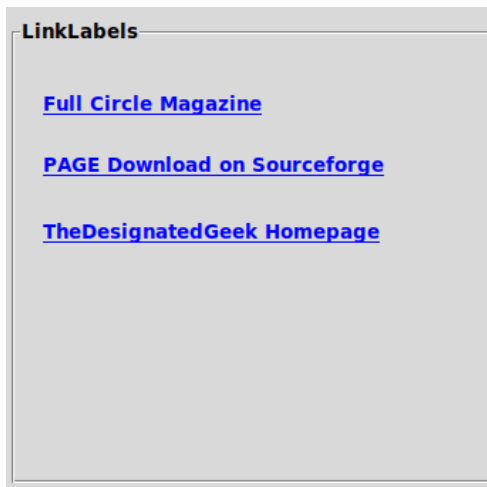 LinkLabels
Full Circle Magazine
PAGE Download on Sourceforge
TheDesignatedGeek Homepage